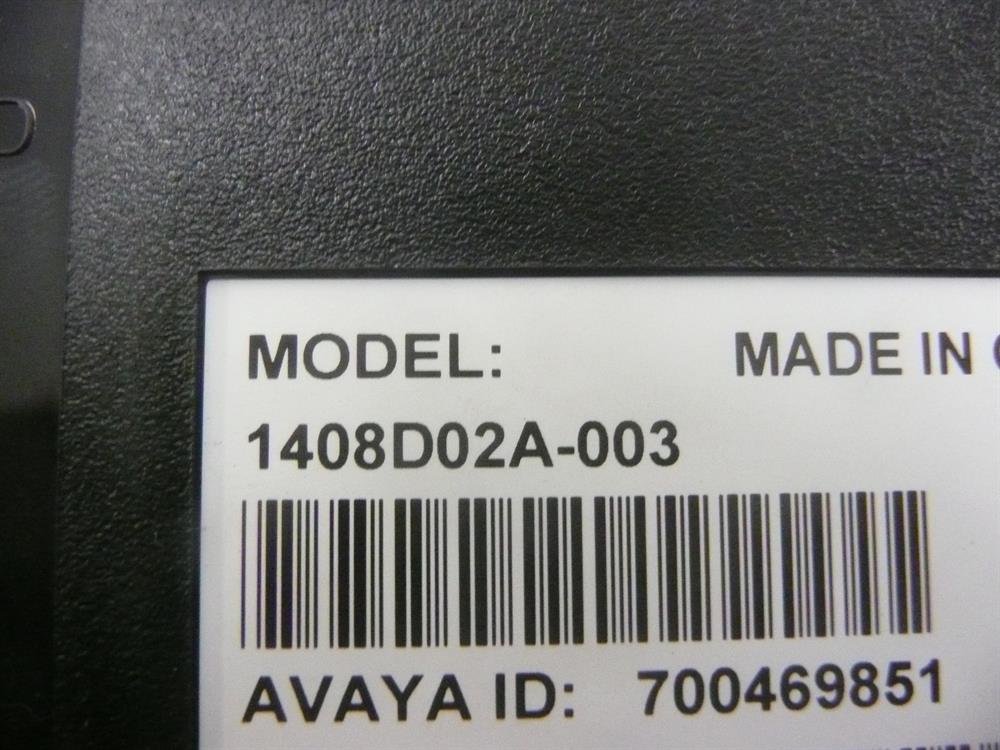 MODEL: MADE IN
1408D02A-003
AVAYA ID: 700469851